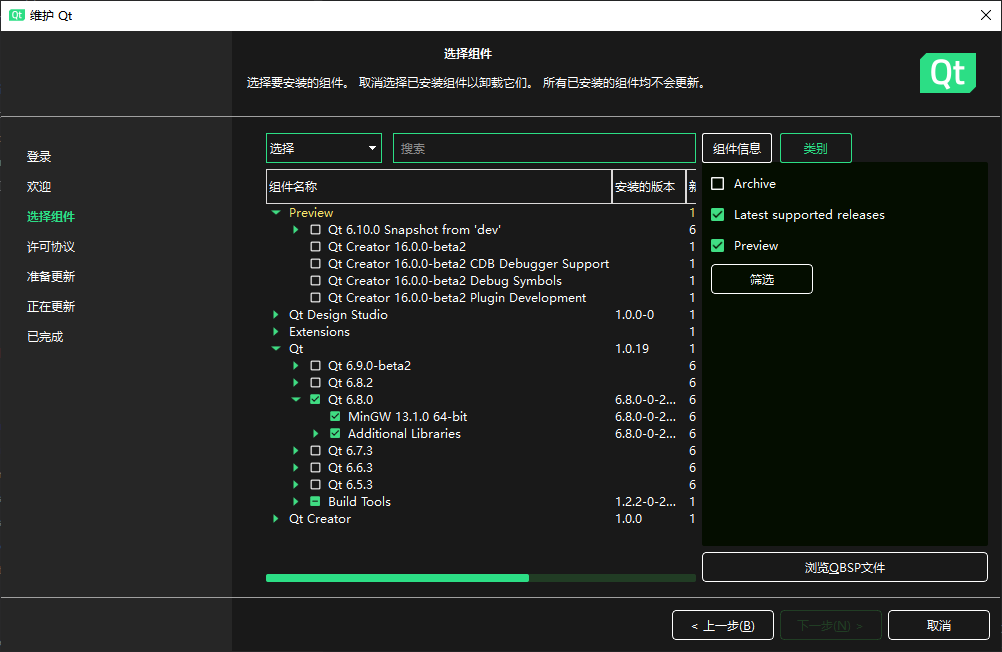 Qt 维护 Qt
选择组件
选择要安装的组件。 取消选择已安装组件以卸载它们。 所有已安装的组件均不会更新。
Qt
登录
欢迎
选择组件
许可协议
准备更新
正在更新
已完成
选择 搜索 组件信息 类别
组件名称 安装的版本
Preview 1
Qt 6.10.0 Snapshot from 'dev' 6
Qt Creator 16.0.0-beta2 1
Qt Creator 16.0.0-beta2 CDB Debugger Support 1
Qt Creator 16.0.0-beta2 Debug Symbols 1
Qt Creator 16.0.0-beta2 Plugin Development 1
Qt Design Studio 1.0.0-0 1
Extensions 1
Qt 1.0.19 1
Qt 6.9.0-beta2 6
Qt 6.8.2 6
Qt 6.8.0 6.8.0-0-2... 6
MinGW 13.1.0 64-bit 6.8.0-0-2... 6
Additional Libraries 6.8.0-0-2... 6
Qt 6.7.3 6
Qt 6.6.3 6
Qt 6.5.3 6
Build Tools 1.2.2-0-2... 1
Qt Creator 1.0.0 1
Archive
Latest supported releases
Preview
筛选
浏览QBSP文件
< 上一步(B) 下一步(N) > 取消